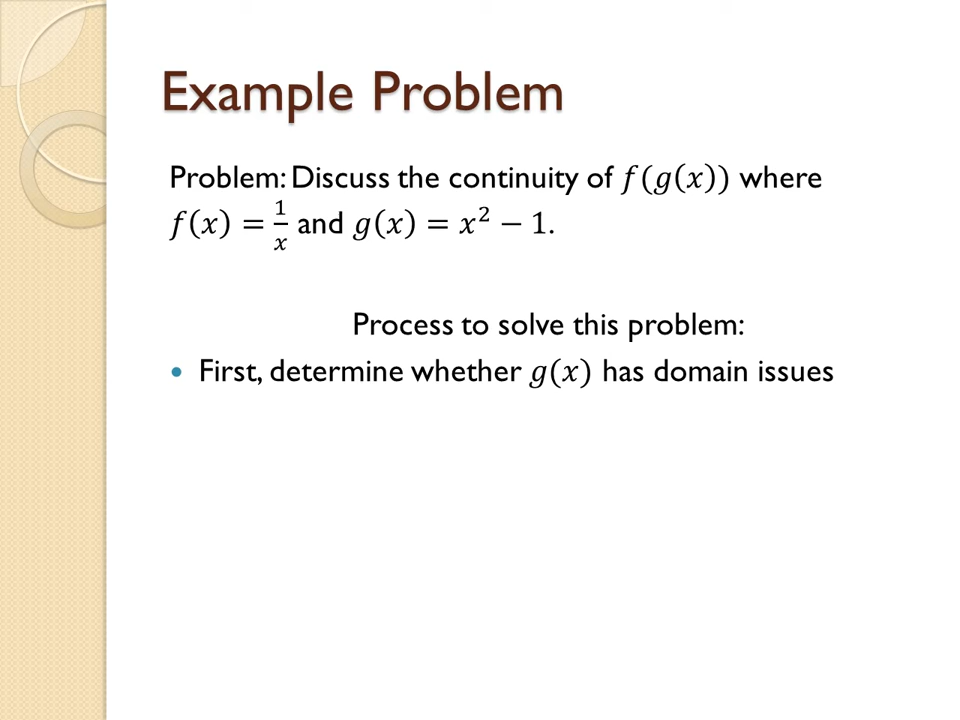 Example Problem
Problem: Discuss the continuity of 𝑓(𝑔(𝑥)) where
𝑓(𝑥) = 1/𝑥 and 𝑔(𝑥) = 𝑥² − 1.
Process to solve this problem:
• First, determine whether 𝑔(𝑥) has domain issues